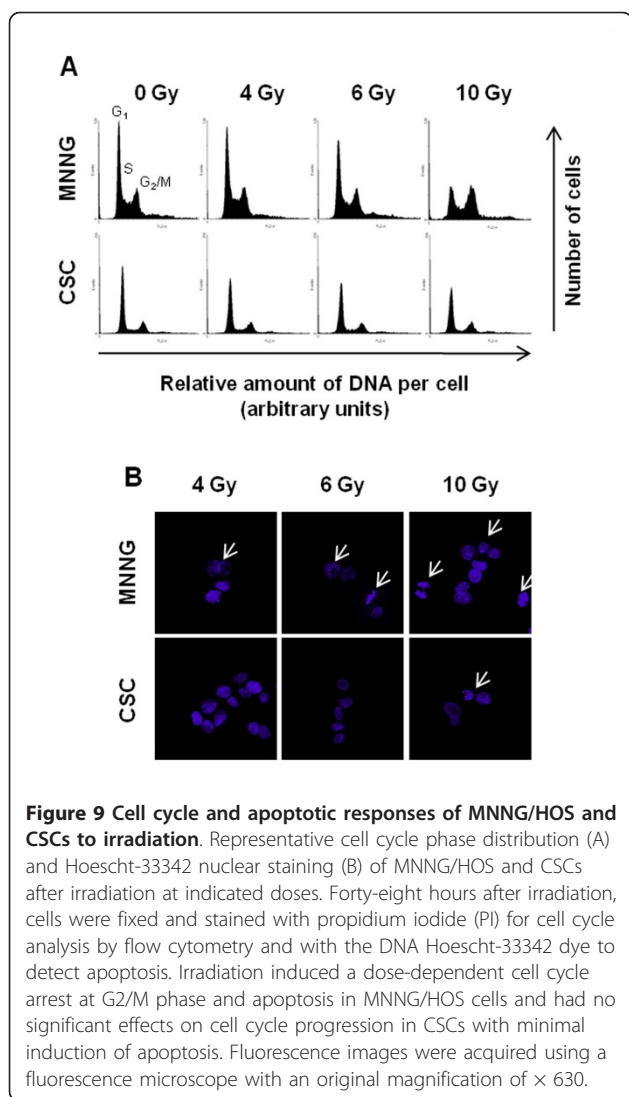 A
0 Gy
4 Gy
6 Gy
10 Gy
G1
S
G2/M
MNNG
CSC
Number of cells
Relative amount of DNA per cell
(arbitrary units)
B
4 Gy
6 Gy
10 Gy
MNNG
CSC
Figure 9 Cell cycle and apoptotic responses of MNNG/HOS and
CSCs to irradiation. Representative cell cycle phase distribution (A)
and Hoescht-33342 nuclear staining (B) of MNNG/HOS and CSCs
after irradiation at indicated doses. Forty-eight hours after irradiation,
cells were fixed and stained with propidium iodide (PI) for cell cycle
analysis by flow cytometry and with the DNA Hoescht-33342 dye to
detect apoptosis. Irradiation induced a dose-dependent cell cycle
arrest at G2/M phase and apoptosis in MNNG/HOS cells and had no
significant effects on cell cycle progression in CSCs with minimal
induction of apoptosis. Fluorescence images were acquired using a
fluorescence microscope with an original magnification of × 630.